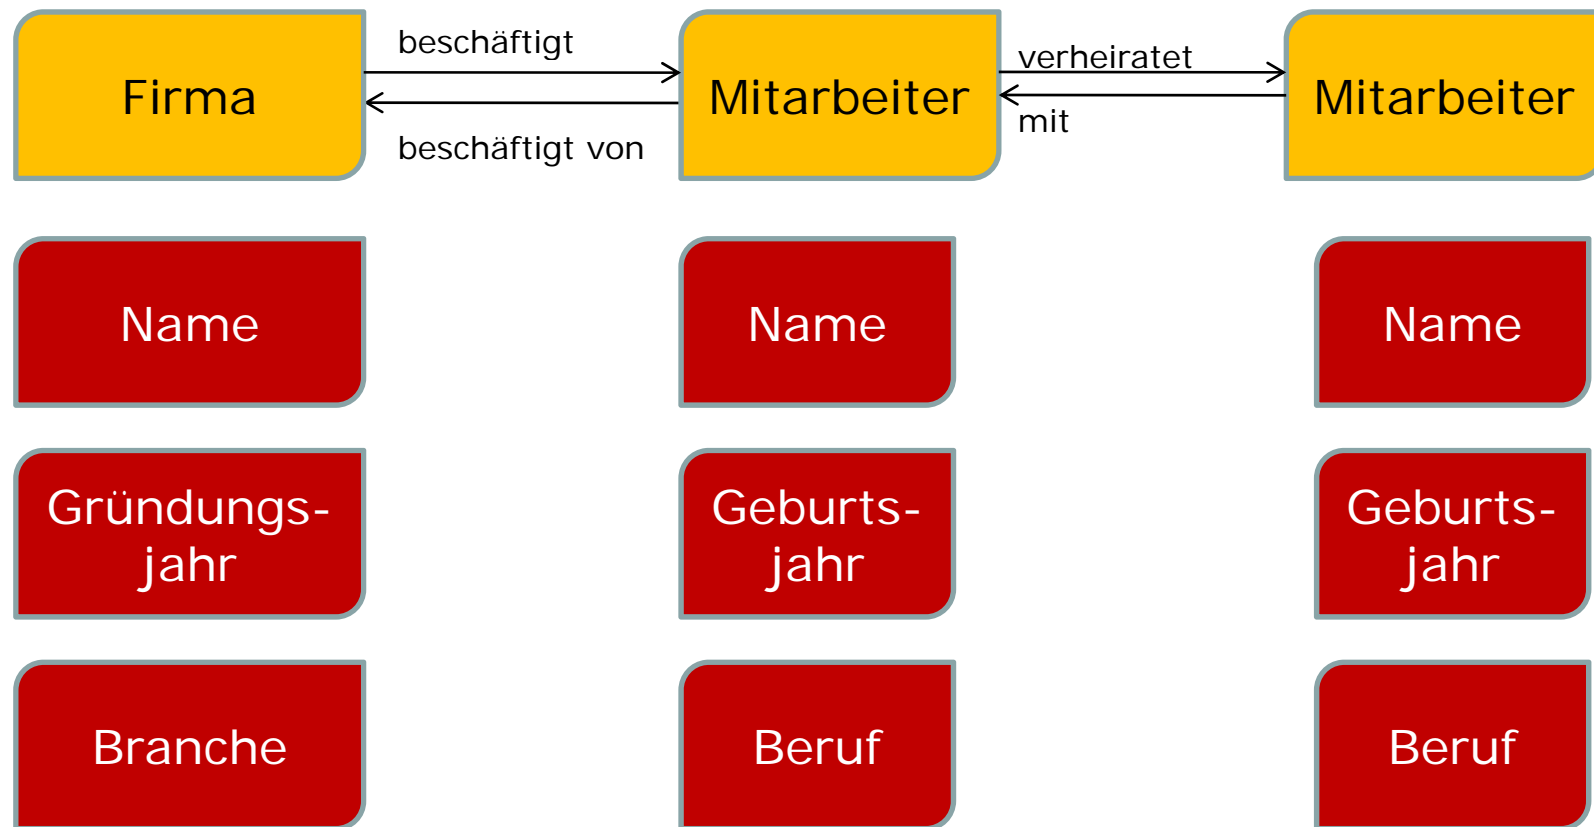 Firma
beschäftigt
beschäftigt von
Mitarbeiter
verheiratet
mit
Mitarbeiter
Name
Name
Name
Gründungs-
jahr
Geburts-
jahr
Geburts-
jahr
Branche
Beruf
Beruf